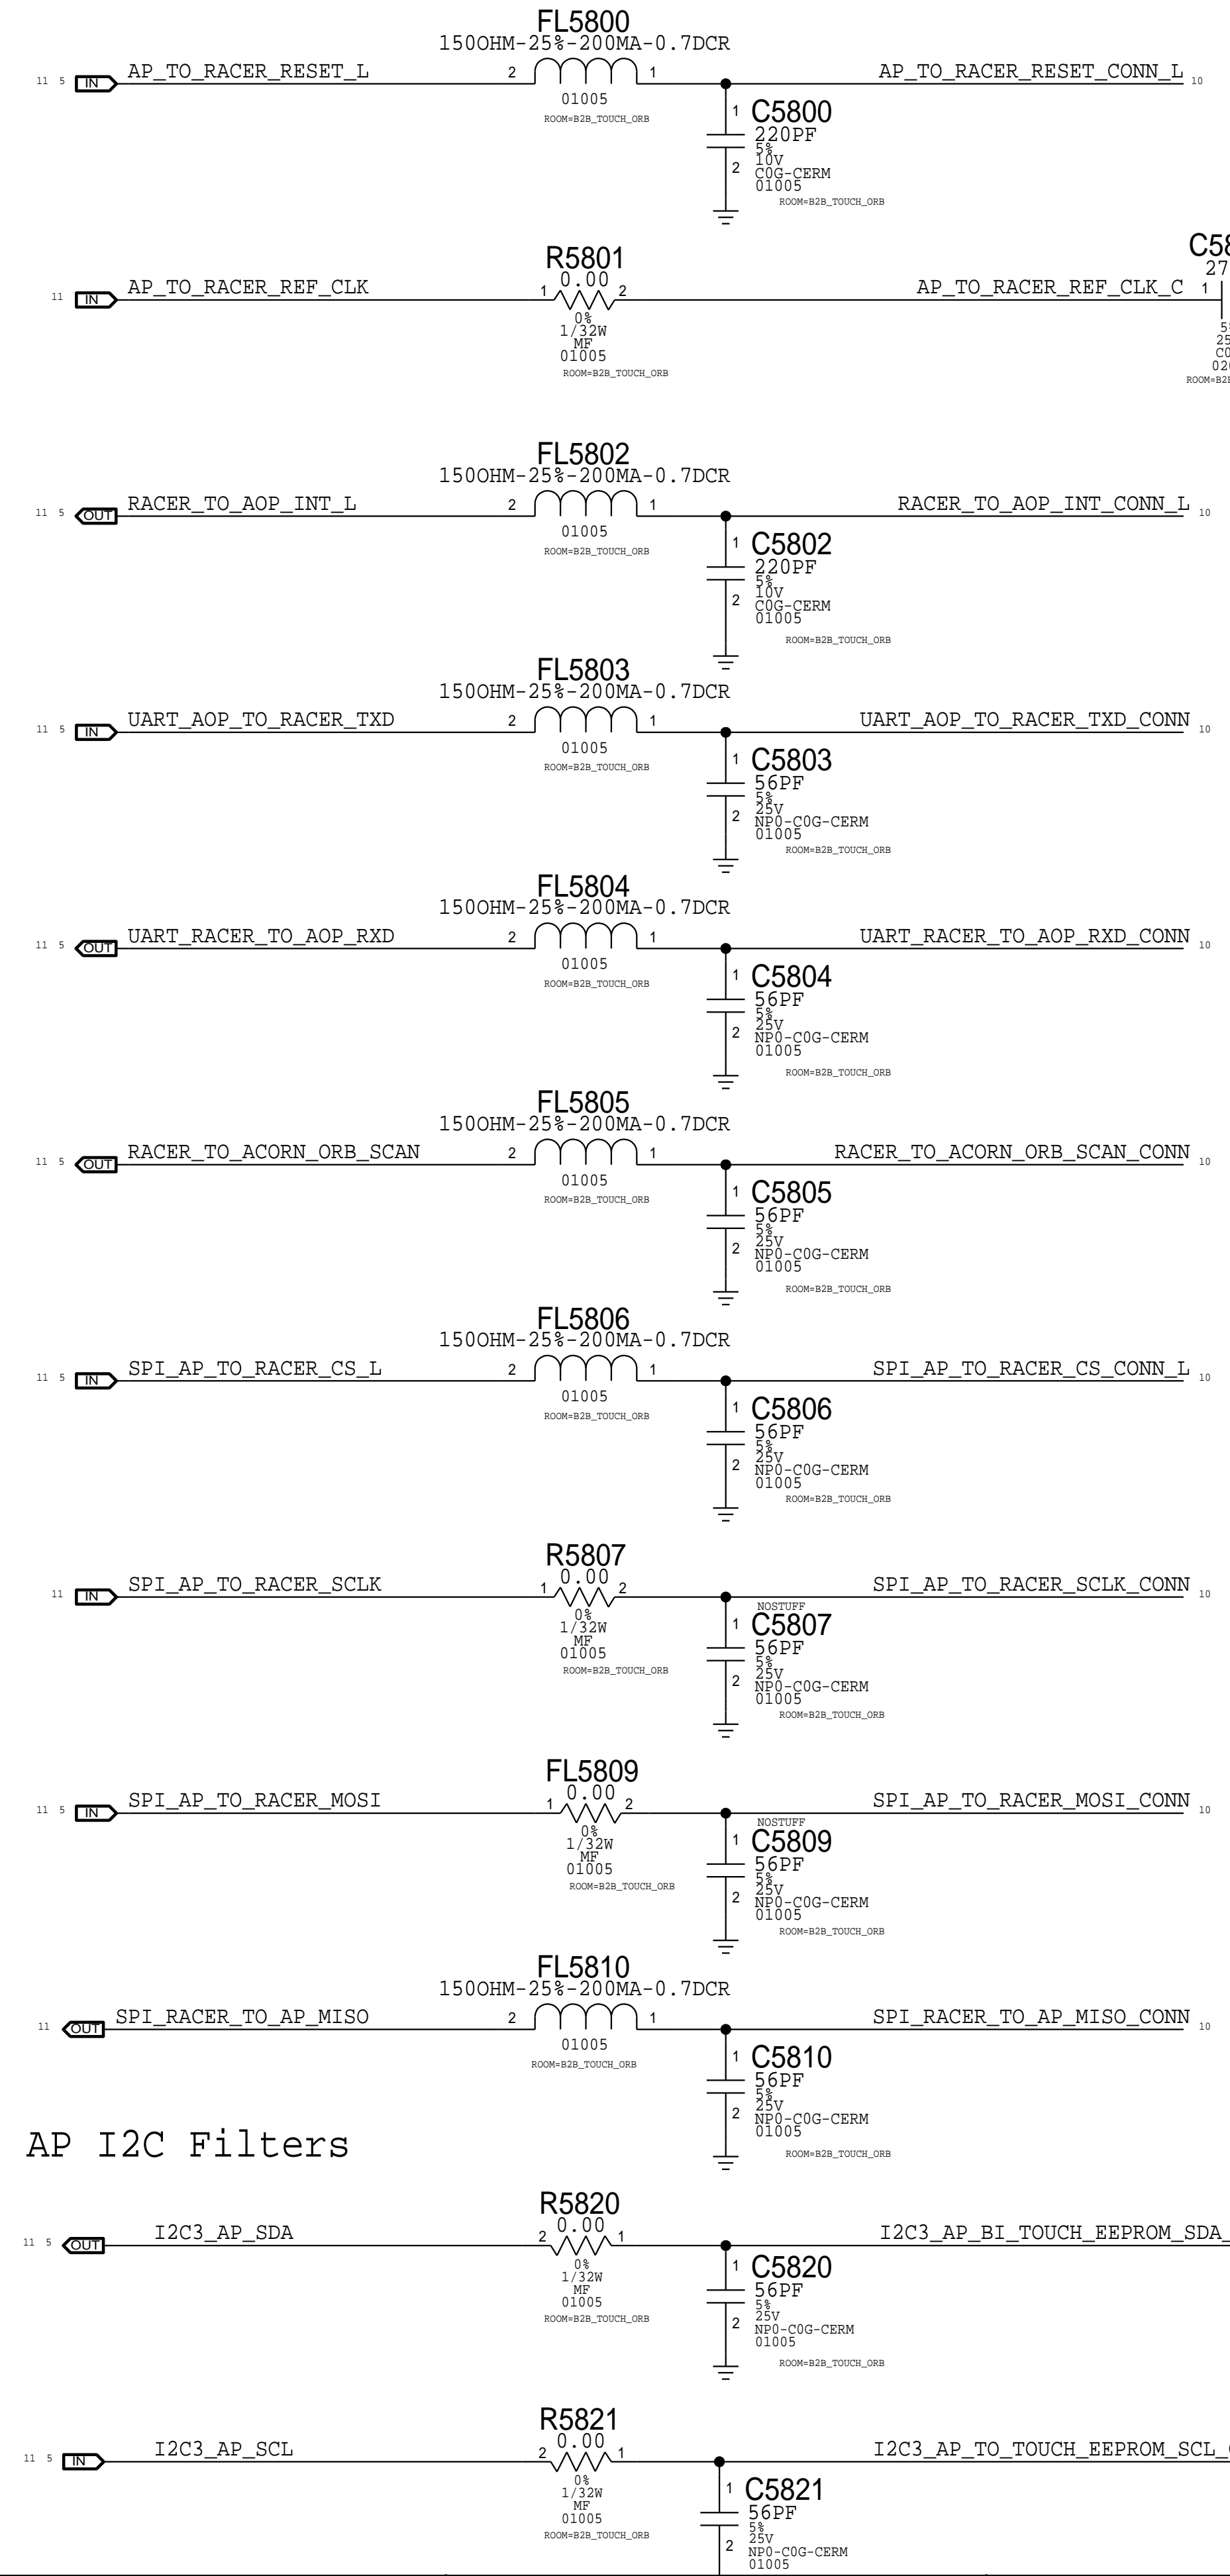 FL5800
150OHM-25%-200MA-0.7DCR
11 5 IN AP_TO_RACER_RESET_L 2 1 AP_TO_RACER_RESET_CONN_L 10
01005
ROOM=B2B_TOUCH_ORB
1 C5800
220PF
5%
10V
2 C0G-CERM
01005
ROOM=B2B_TOUCH_ORB
R5801
0.00
11 IN AP_TO_RACER_REF_CLK 1 2 AP_TO_RACER_REF_CLK_C 1
0%
1/32W
MF
01005
ROOM=B2B_TOUCH_ORB
C58
27
5%
25
C0
020
ROOM=B2B
FL5802
150OHM-25%-200MA-0.7DCR
11 5 OUT RACER_TO_AOP_INT_L 2 1 RACER_TO_AOP_INT_CONN_L 10
01005
ROOM=B2B_TOUCH_ORB
1 C5802
220PF
5%
10V
2 C0G-CERM
01005
ROOM=B2B_TOUCH_ORB
FL5803
150OHM-25%-200MA-0.7DCR
11 5 IN UART_AOP_TO_RACER_TXD 2 1 UART_AOP_TO_RACER_TXD_CONN 10
01005
ROOM=B2B_TOUCH_ORB
1 C5803
56PF
5%
25V
2 NP0-C0G-CERM
01005
ROOM=B2B_TOUCH_ORB
FL5804
150OHM-25%-200MA-0.7DCR
11 5 OUT UART_RACER_TO_AOP_RXD 2 1 UART_RACER_TO_AOP_RXD_CONN 10
01005
ROOM=B2B_TOUCH_ORB
1 C5804
56PF
5%
25V
2 NP0-C0G-CERM
01005
ROOM=B2B_TOUCH_ORB
FL5805
150OHM-25%-200MA-0.7DCR
11 5 OUT RACER_TO_ACORN_ORB_SCAN 2 1 RACER_TO_ACORN_ORB_SCAN_CONN 10
01005
ROOM=B2B_TOUCH_ORB
1 C5805
56PF
5%
25V
2 NP0-C0G-CERM
01005
ROOM=B2B_TOUCH_ORB
FL5806
150OHM-25%-200MA-0.7DCR
11 5 IN SPI_AP_TO_RACER_CS_L 2 1 SPI_AP_TO_RACER_CS_CONN_L 10
01005
ROOM=B2B_TOUCH_ORB
1 C5806
56PF
5%
25V
2 NP0-C0G-CERM
01005
ROOM=B2B_TOUCH_ORB
R5807
0.00
11 IN SPI_AP_TO_RACER_SCLK 1 2 SPI_AP_TO_RACER_SCLK_CONN 10
0%
1/32W
MF
01005
ROOM=B2B_TOUCH_ORB
NOSTUFF
1 C5807
56PF
5%
25V
2 NP0-C0G-CERM
01005
ROOM=B2B_TOUCH_ORB
FL5809
0.00
11 5 IN SPI_AP_TO_RACER_MOSI 1 2 SPI_AP_TO_RACER_MOSI_CONN 10
0%
1/32W
MF
01005
ROOM=B2B_TOUCH_ORB
NOSTUFF
1 C5809
56PF
5%
25V
2 NP0-C0G-CERM
01005
ROOM=B2B_TOUCH_ORB
FL5810
150OHM-25%-200MA-0.7DCR
11 OUT SPI_RACER_TO_AP_MISO 2 1 SPI_RACER_TO_AP_MISO_CONN 10
01005
ROOM=B2B_TOUCH_ORB
1 C5810
56PF
5%
25V
2 NP0-C0G-CERM
01005
ROOM=B2B_TOUCH_ORB
AP I2C Filters
R5820
0.00
11 5 OUT I2C3_AP_SDA 2 1 I2C3_AP_BI_TOUCH_EEPROM_SDA_
0%
1/32W
MF
01005
ROOM=B2B_TOUCH_ORB
1 C5820
56PF
5%
25V
2 NP0-C0G-CERM
01005
ROOM=B2B_TOUCH_ORB
R5821
0.00
11 5 IN I2C3_AP_SCL 2 1 I2C3_AP_TO_TOUCH_EEPROM_SCL_
0%
1/32W
MF
01005
ROOM=B2B_TOUCH_ORB
1 C5821
56PF
5%
25V
2 NP0-C0G-CERM
01005